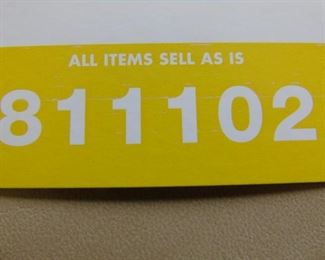 ALL ITEMS SELL AS IS
811102